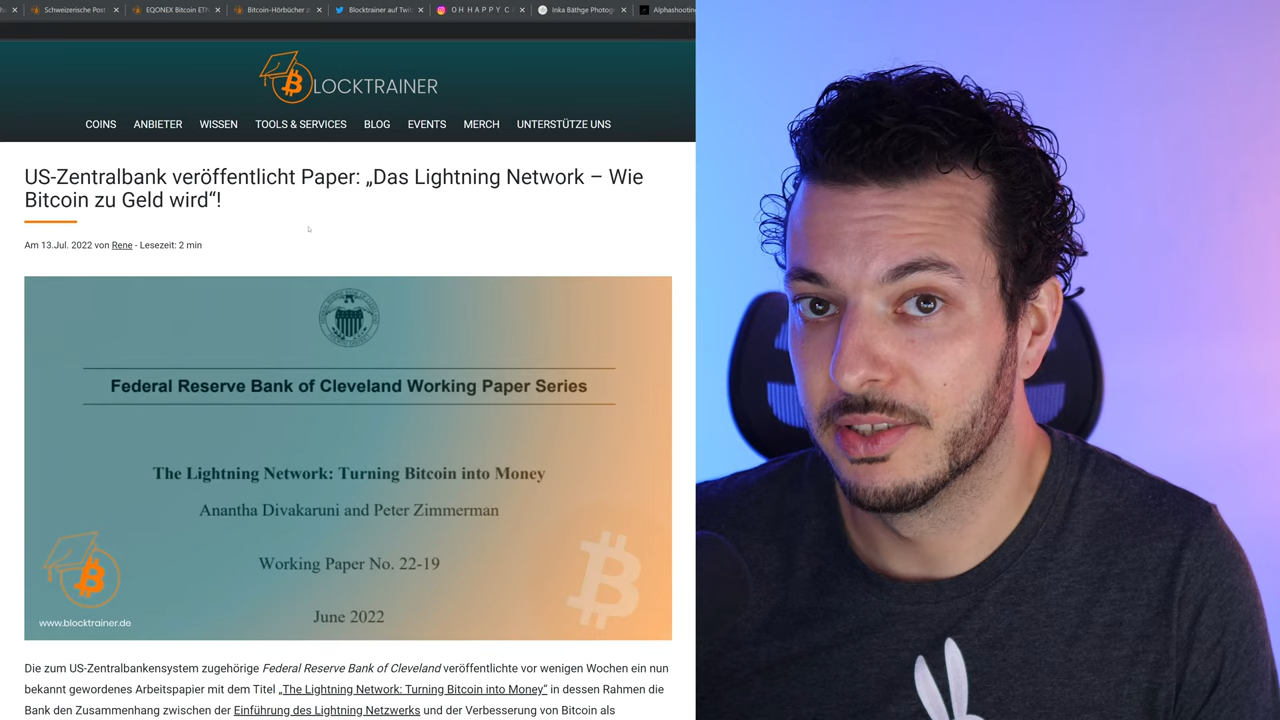 Schweizerische Post
EQONEX Bitcoin ETN
Bitcoin-Hörbücher
Blocktrainer auf Twit
OH HAPPY C
Inka Bäthge Photog
Alphashootin
LOCKTRAINER
COINS ANBIETER WISSEN TOOLS & SERVICES BLOG EVENTS MERCH UNTERSTÜTZE UNS
US-Zentralbank veröffentlicht Paper: „Das Lightning Network – Wie
Bitcoin zu Geld wird“!
Am 13.Jul. 2022 von Rene - Lesezeit: 2 min
Federal Reserve Bank of Cleveland Working Paper Series
The Lightning Network: Turning Bitcoin into Money
Anantha Divakaruni and Peter Zimmerman
Working Paper No. 22-19
June 2022
www.blocktrainer.de
Die zum US-Zentralbankensystem zugehörige Federal Reserve Bank of Cleveland veröffentlichte vor wenigen Wochen ein nun
bekannt gewordenes Arbeitspapier mit dem Titel „The Lightning Network: Turning Bitcoin into Money“ in dessen Rahmen die
Bank den Zusammenhang zwischen der Einführung des Lightning Netzwerks und der Verbesserung von Bitcoin als